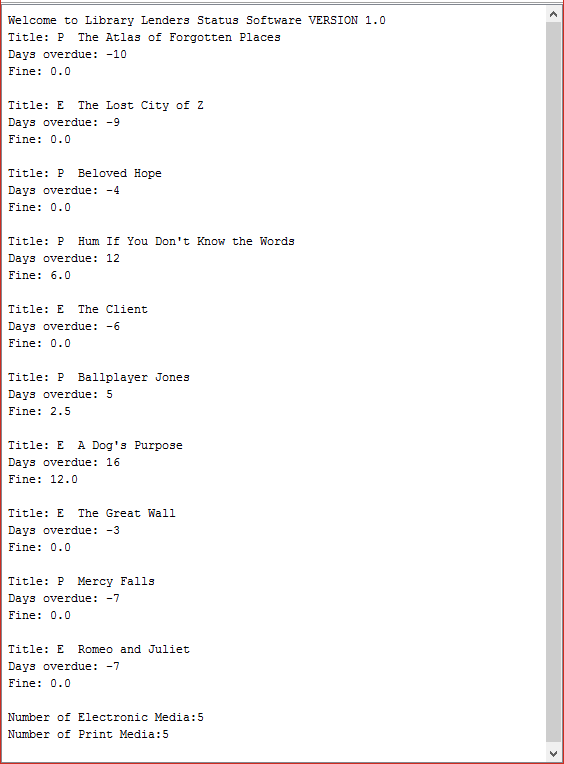 Welcome to Library Lenders Status Software VERSION 1.0
Title: P  The Atlas of Forgotten Places
Days overdue: -10
Fine: 0.0

Title: E  The Lost City of Z
Days overdue: -9
Fine: 0.0

Title: P  Beloved Hope
Days overdue: -4
Fine: 0.0

Title: P  Hum If You Don't Know the Words
Days overdue: 12
Fine: 6.0

Title: E  The Client
Days overdue: -6
Fine: 0.0

Title: P  Ballplayer Jones
Days overdue: 5
Fine: 2.5

Title: E  A Dog's Purpose
Days overdue: 16
Fine: 12.0

Title: E  The Great Wall
Days overdue: -3
Fine: 0.0

Title: P  Mercy Falls
Days overdue: -7
Fine: 0.0

Title: E  Romeo and Juliet
Days overdue: -7
Fine: 0.0

Number of Electronic Media:5
Number of Print Media:5